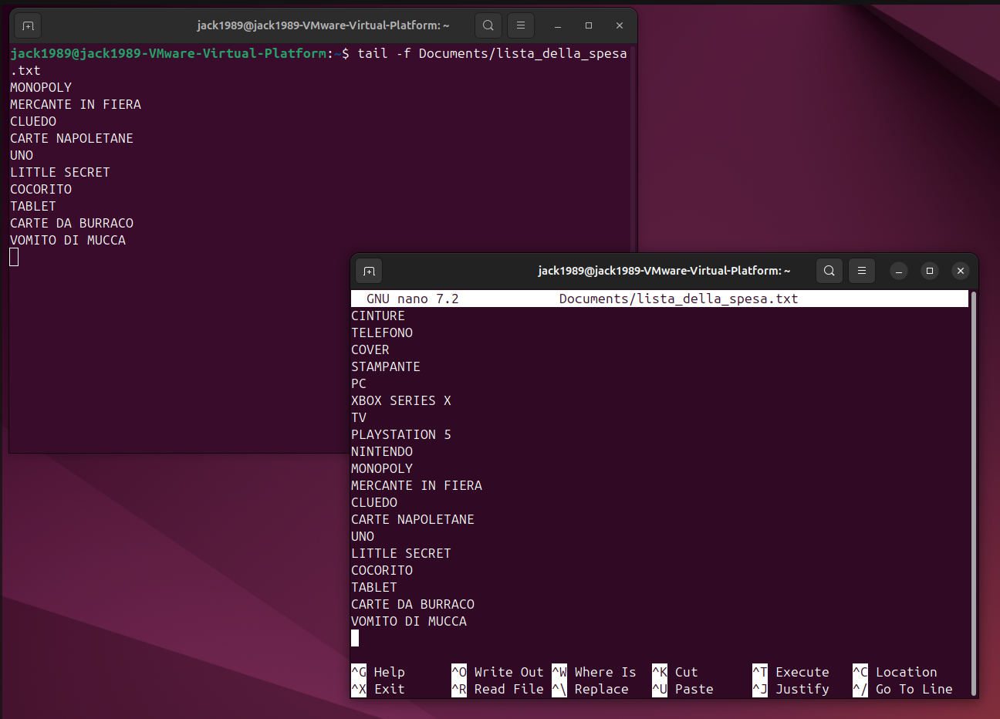 jack1989@jack1989-VMware-Virtual-Platform: ~
jack1989@jack1989-VMware-Virtual-Platform:~$ tail -f Documents/lista_della_spesa
.txt
MONOPOLY
MERCANTE IN FIERA
CLUEDO
CARTE NAPOLETANE
UNO
LITTLE SECRET
COCORITO
TABLET
CARTE DA BURRACO
VOMITO DI MUCCA
jack1989@jack1989-VMware-Virtual-Platform: ~
GNU nano 7.2 Documents/lista_della_spesa.txt
CINTURE
TELEFONO
COVER
STAMPANTE
PC
XBOX SERIES X
TV
PLAYSTATION 5
NINTENDO
MONOPOLY
MERCANTE IN FIERA
CLUEDO
CARTE NAPOLETANE
UNO
LITTLE SECRET
COCORITO
TABLET
CARTE DA BURRACO
VOMITO DI MUCCA
^G Help ^O Write Out ^W Where Is ^K Cut ^T Execute ^C Location
^X Exit ^R Read File ^\ Replace ^U Paste ^J Justify ^/ Go To Line